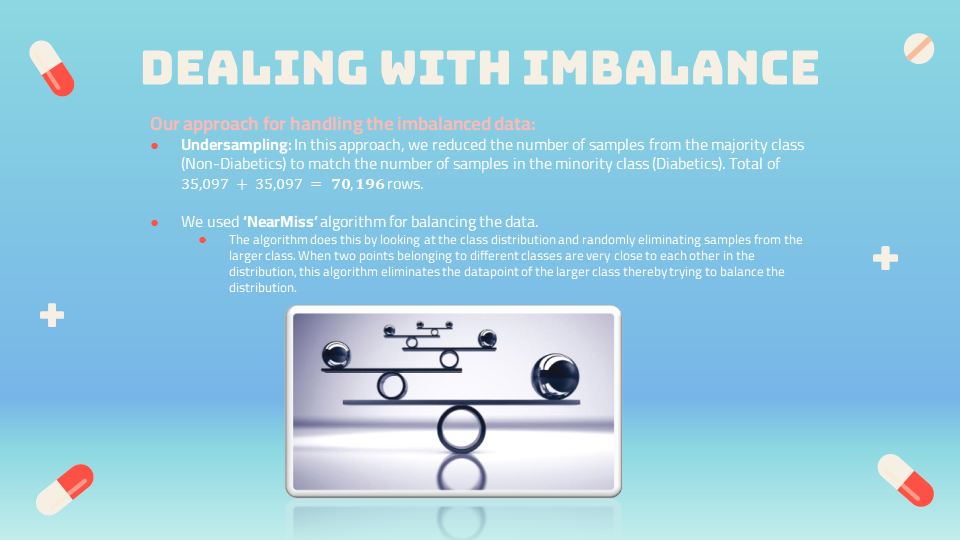 DEALING WITH IMBALANCE
Our approach for handling the imbalanced data:
• Undersampling: In this approach, we reduced the number of samples from the majority class
(Non-Diabetics) to match the number of samples in the minority class (Diabetics). Total of
35,097 + 35,097 = 70,196 rows.
• We used ‘NearMiss’ algorithm for balancing the data.
• The algorithm does this by looking at the class distribution and randomly eliminating samples from the
larger class. When two points belonging to different classes are very close to each other in the
distribution, this algorithm eliminates the datapoint of the larger class thereby trying to balance the
distribution.